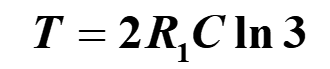 T = 2R₁C ln 3